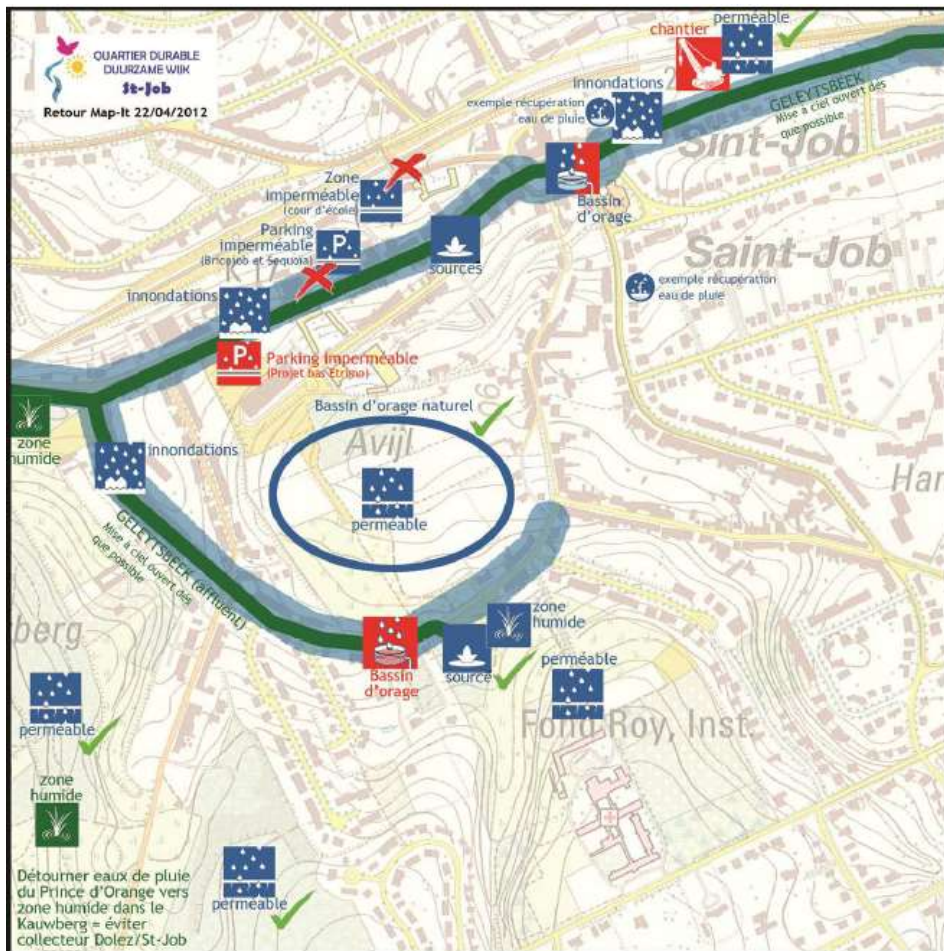 QUARTIER DURABLE
DUURZAME WIJK
St-Job
Retour Map-It 22/04/2012
chantier
perméable
innondations
exemple récupération
eau de pluie
GELEYTSBEEK
Mise à ciel ouvert dès
que possible
Sint-Job
Zone
imperméable
(cour d'école)
Bassin
d'orage
Parking
imperméable
(Bricojob et Sequoia)
P
sources
Saint-Job
exemple récupération
eau de pluie
innondations
P
Parking imperméable
(Projet bas Etrimo)
Bassin d'orage naturel
Avijl
zone
humide
innondations
perméable
Har
GELEYTSBEEK (affluent)
Mise à ciel ouvert dès
que possible
berg
zone
humide
Bassin
d'orage
source
perméable
perméable
Fond Roy, Inst.
zone
humide
perméable
Détourner eaux de pluie
du Prince d'Orange vers
zone humide dans le
Kauwberg = éviter
collecteur Dolez/St-Job